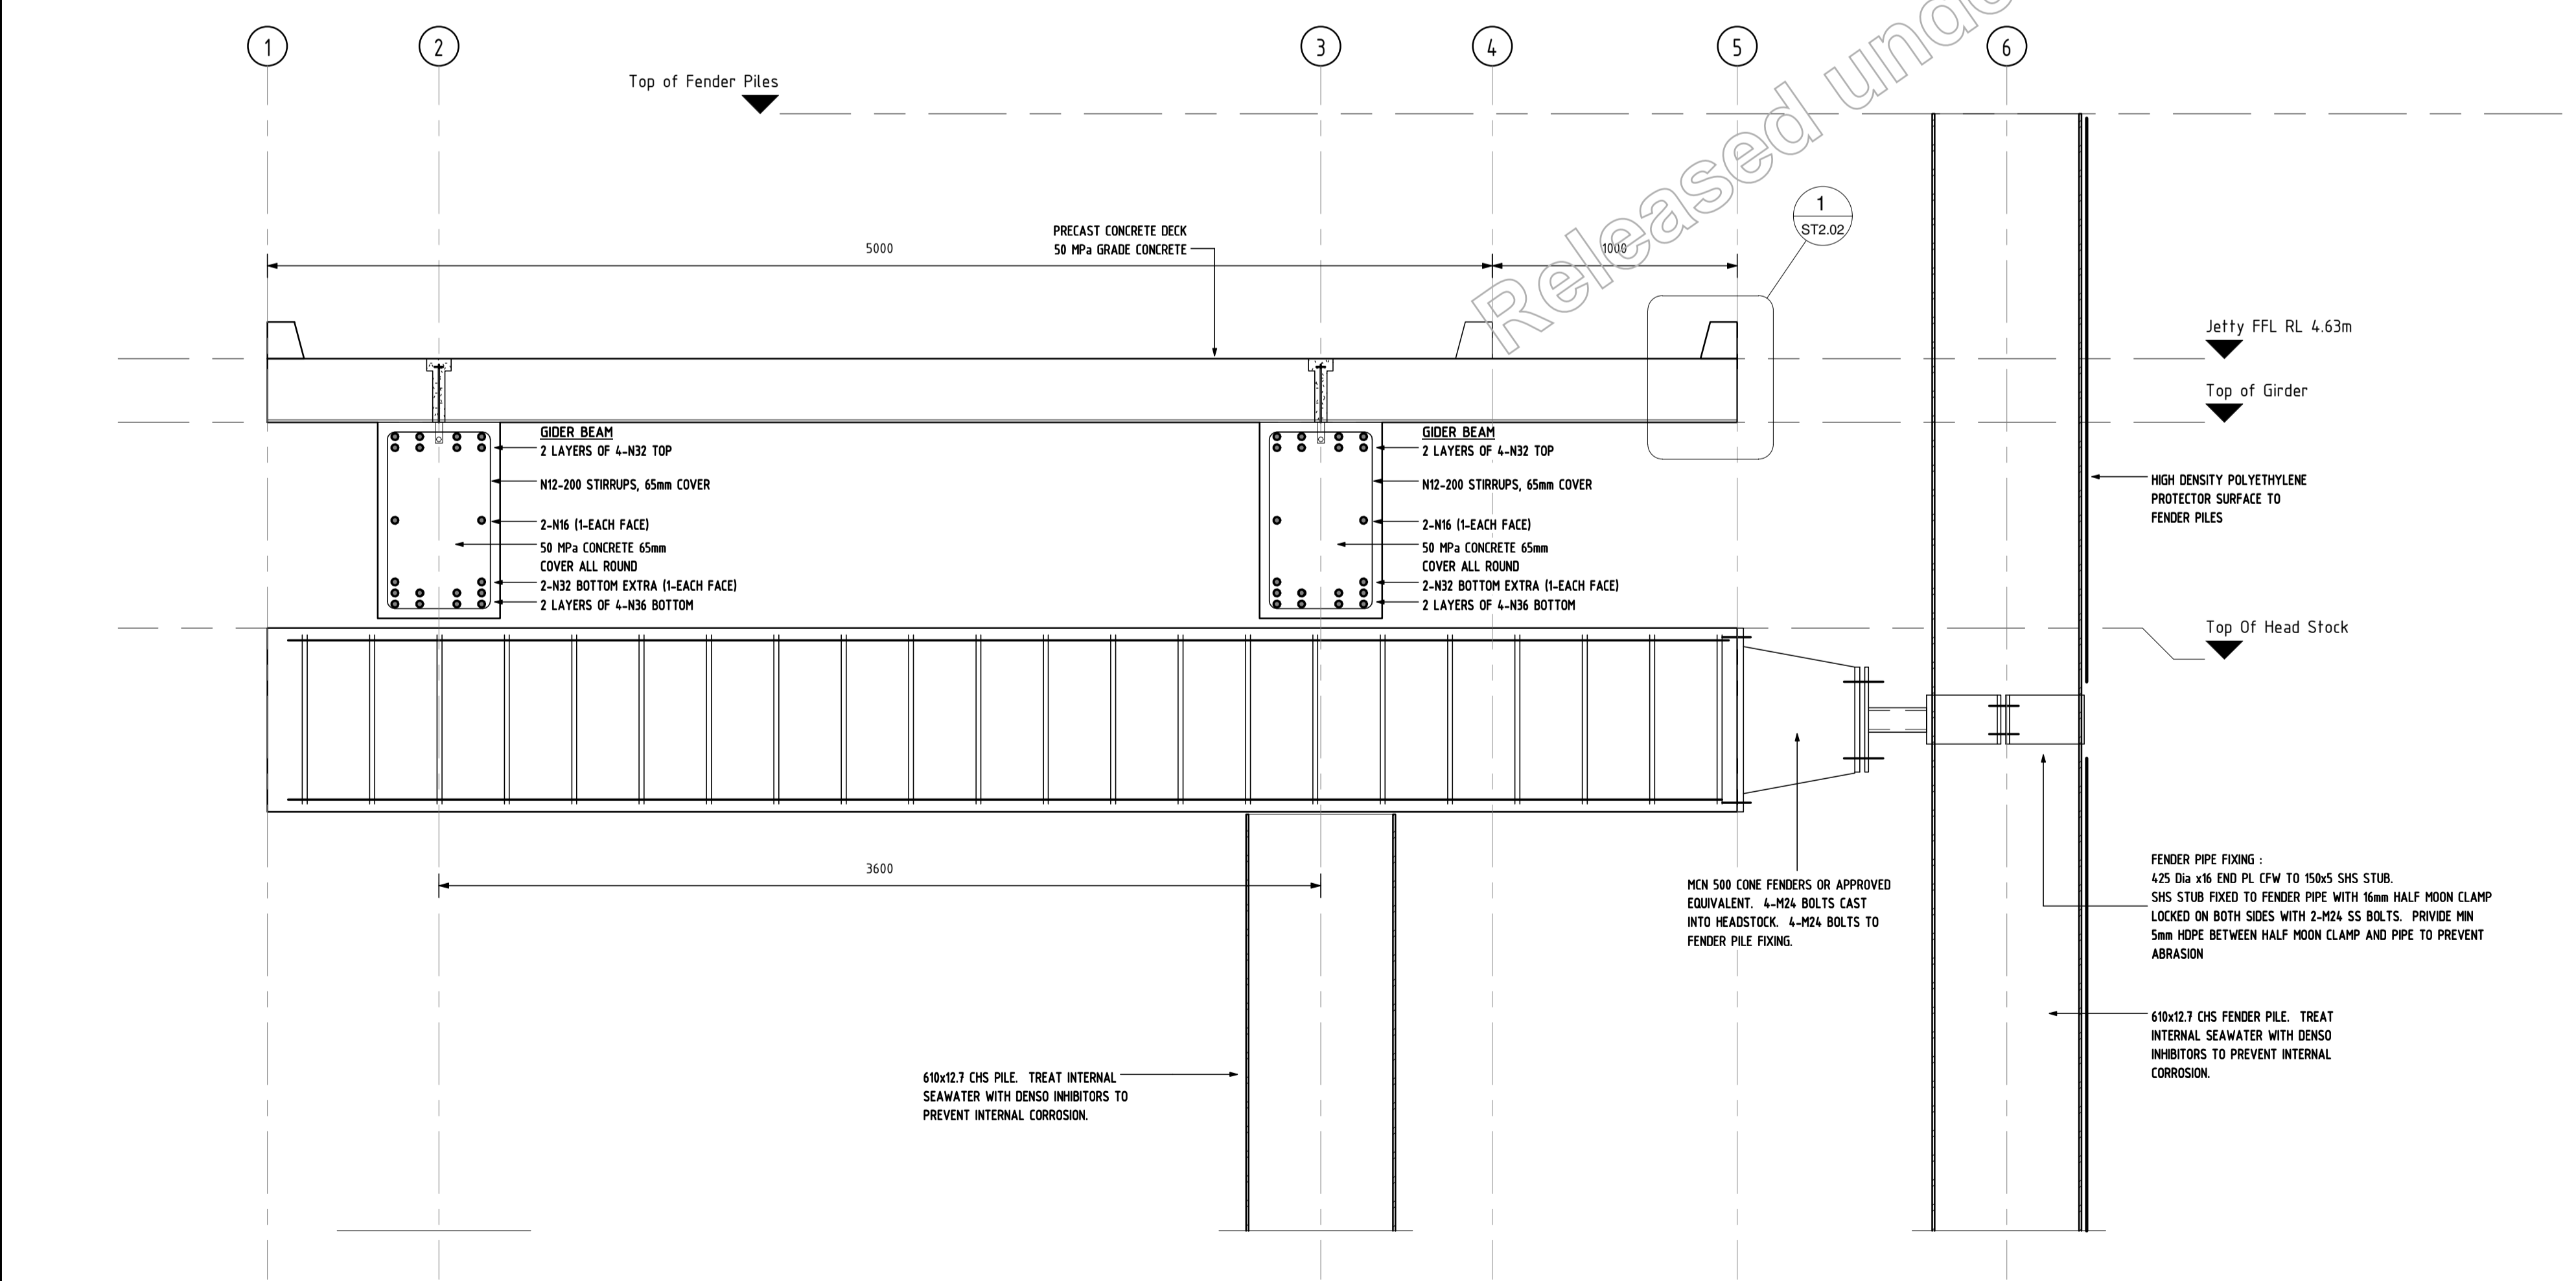 1
2
3
4
5
6
Top of Fender Piles
Released
1
ST2.02
PRECAST CONCRETE DECK
50 MPa GRADE CONCRETE
5000
1000
Jetty FFL RL 4.63m
Top of Girder
GIDER BEAM
2 LAYERS OF 4-N32 TOP
N12-200 STIRRUPS, 65mm COVER
2-N16 (1-EACH FACE)
50 MPa CONCRETE 65mm
COVER ALL ROUND
2-N32 BOTTOM EXTRA (1-EACH FACE)
2 LAYERS OF 4-N36 BOTTOM
GIDER BEAM
2 LAYERS OF 4-N32 TOP
N12-200 STIRRUPS, 65mm COVER
2-N16 (1-EACH FACE)
50 MPa CONCRETE 65mm
COVER ALL ROUND
2-N32 BOTTOM EXTRA (1-EACH FACE)
2 LAYERS OF 4-N36 BOTTOM
HIGH DENSITY POLYETHYLENE
PROTECTOR SURFACE TO
FENDER PILES
Top Of Head Stock
3600
MCN 500 CONE FENDERS OR APPROVED
EQUIVALENT. 4-M24 BOLTS CAST
INTO HEADSTOCK. 4-M24 BOLTS TO
FENDER PILE FIXING.
FENDER PIPE FIXING :
425 Dia x16 END PL CFW TO 150x5 SHS STUB.
SHS STUB FIXED TO FENDER PIPE WITH 16mm HALF MOON CLAMP
LOCKED ON BOTH SIDES WITH 2-M24 SS BOLTS. PRIVIDE MIN
5mm HDPE BETWEEN HALF MOON CLAMP AND PIPE TO PREVENT
ABRASION
610x12.7 CHS FENDER PILE. TREAT
INTERNAL SEAWATER WITH DENSO
INHIBITORS TO PREVENT INTERNAL
CORROSION.
610x12.7 CHS PILE. TREAT INTERNAL
SEAWATER WITH DENSO INHIBITORS TO
PREVENT INTERNAL CORROSION.